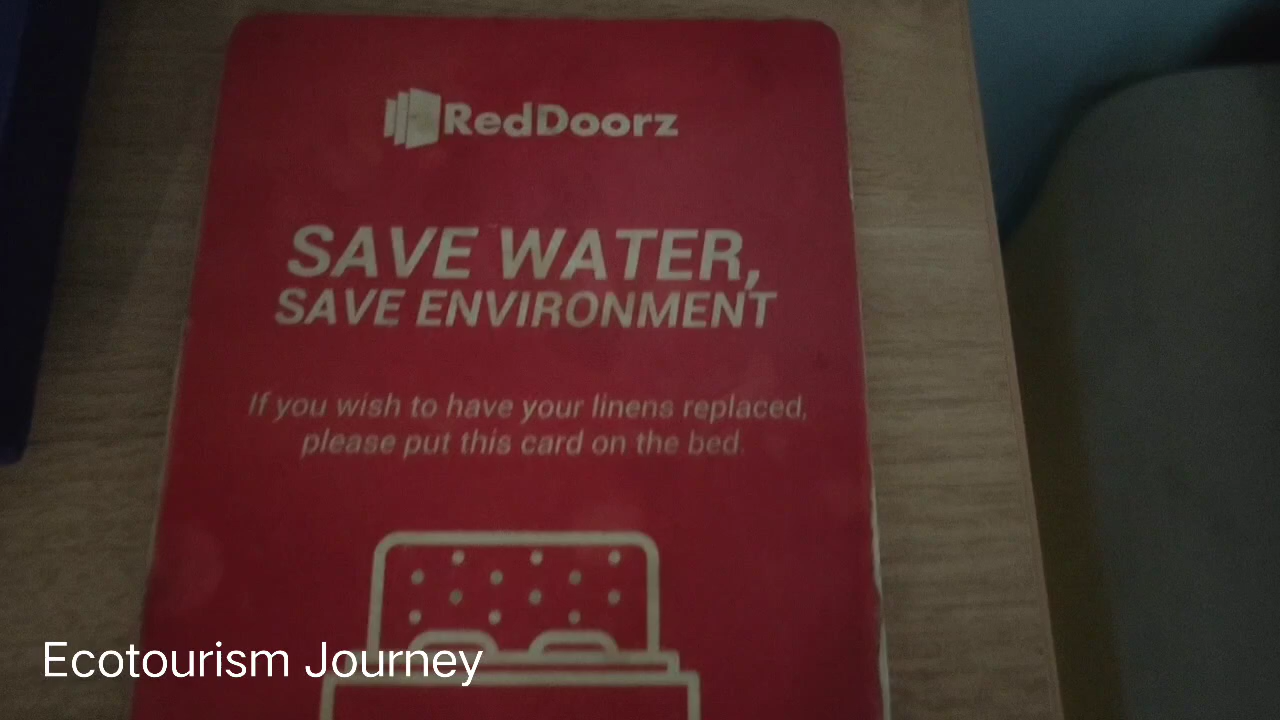 RedDoorz
SAVE WATER,
SAVE ENVIRONMENT
If you wish to have your linens replaced,
please put this card on the bed.
Ecotourism Journey